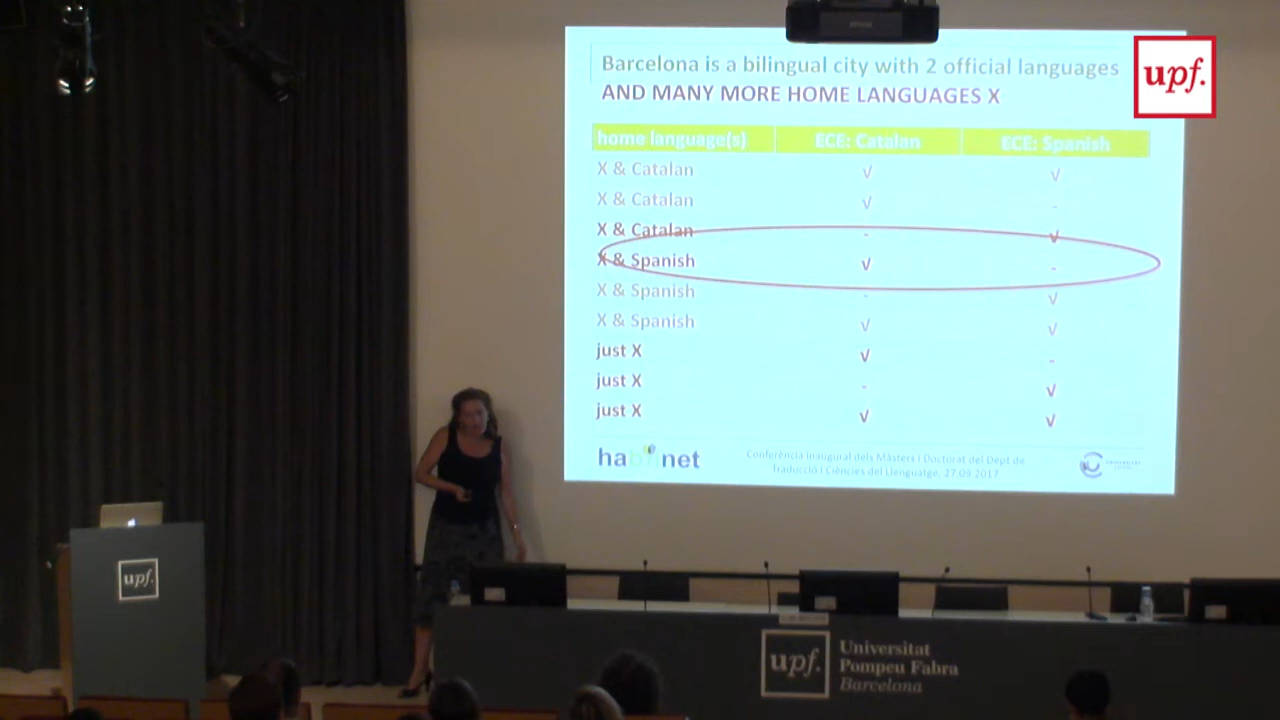 Barcelona is a bilingual city with 2 official languages
AND MANY MORE HOME LANGUAGES X
home language(s) ECE: Catalan ECE: Spanish
X & Catalan √ √
X & Catalan √ -
X & Catalan - √
X & Spanish √ -
X & Spanish - √
X & Spanish √ √
just X √ -
just X - √
just X √ √
habilnet
Conferència inaugural dels Màsters i Doctorat del Dept de
Traducció i Ciències del Llenguatge, 27.09.2017
upf.
upf.
upf.
Universitat
Pompeu Fabra
Barcelona